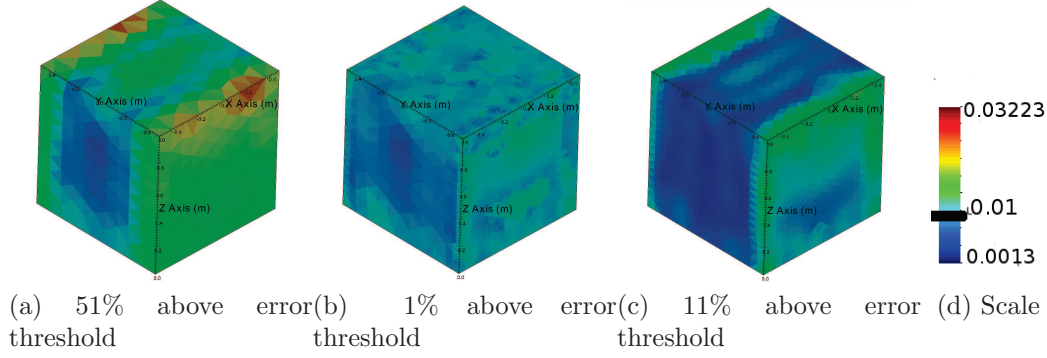 Y Axis (m)
X Axis (m)
Z Axis (m)
Y Axis (m)
X Axis (m)
Z Axis (m)
Y Axis (m)
X Axis (m)
Z Axis (m)
0.03223
0.01
0.0013
(a) 51% above error threshold
(b) 1% above error threshold
(c) 11% above error threshold
(d) Scale